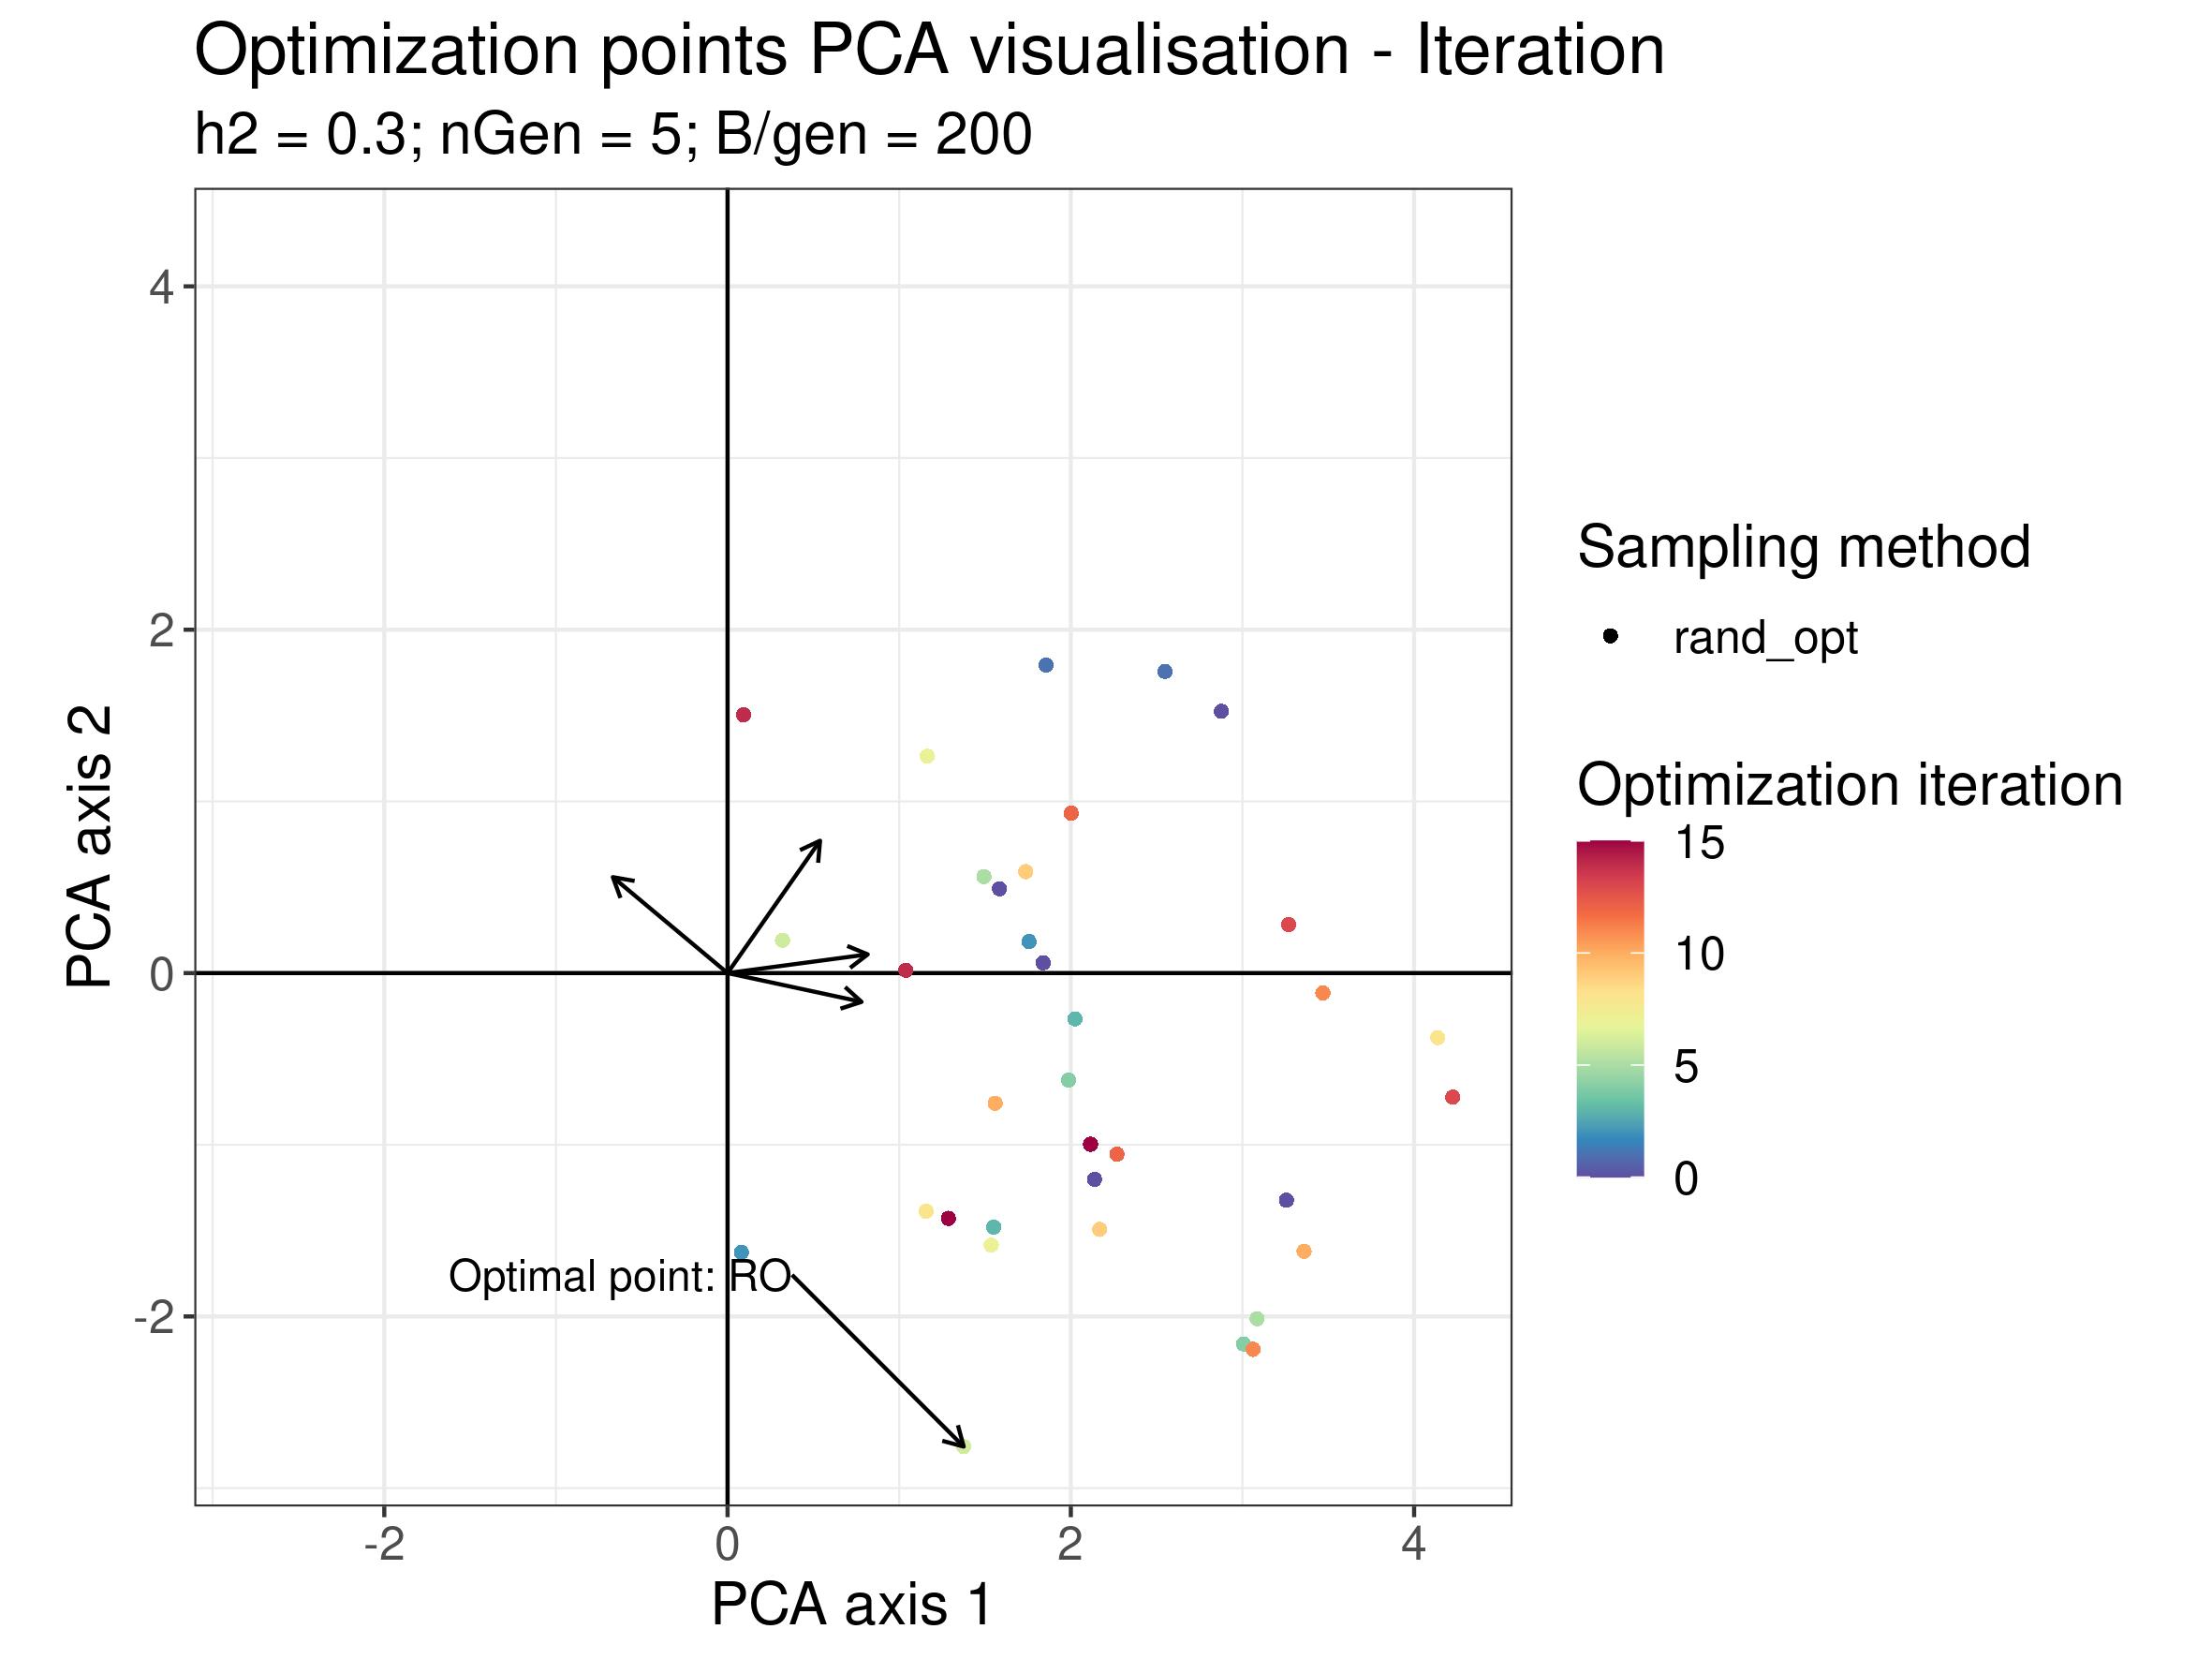 Optimization points PCA visualisation - Iteration
h2 = 0.3; nGen = 5; B/gen = 200
PCA axis 2
4
2
0
-2
Optimal point: RO
-2
0
2
4
PCA axis 1
Sampling method
rand_opt
Optimization iteration
15
10
5
0